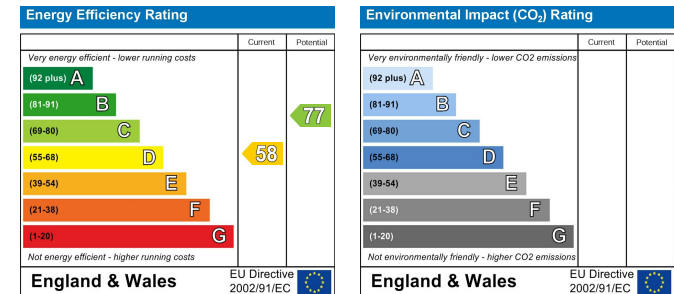 Energy Efficiency Rating
Current Potential
Very energy efficient - lower running costs
(92 plus) A
(81-91) B
(69-80) C
(55-68) D
(39-54) E
(21-38) F
(1-20) G
58
77
Not energy efficient - higher running costs
England & Wales
EU Directive
2002/91/EC
Environmental Impact (CO₂) Rating
Current Potential
Very environmentally friendly - lower CO2 emissions
(92 plus) A
(81-91) B
(69-80) C
(55-68) D
(39-54) E
(21-38) F
(1-20) G
Not environmentally friendly - higher CO2 emissions
England & Wales
EU Directive
2002/91/EC